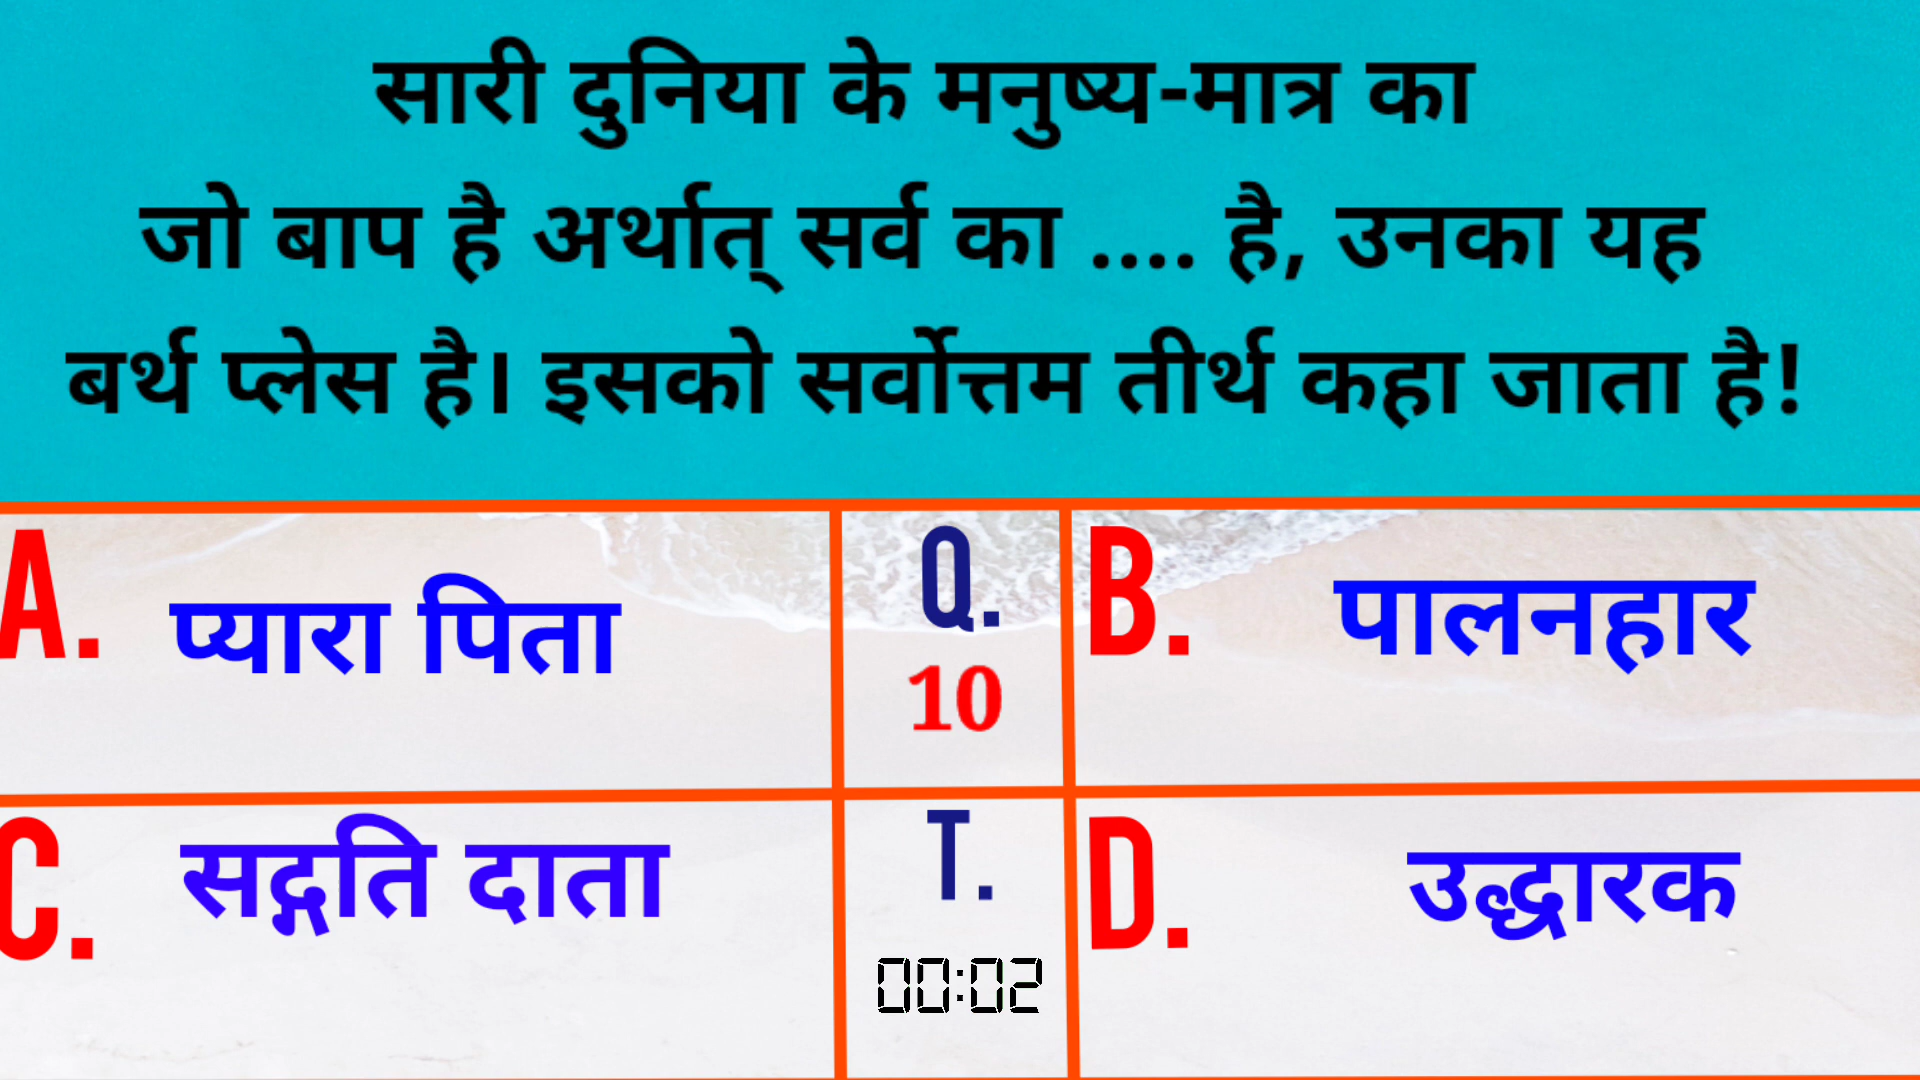 सारी दुनिया के मनुष्य-मात्र का
जो बाप है अर्थात् सर्व का .... है, उनका यह
बर्थ प्लेस है। इसको सर्वोत्तम तीर्थ कहा जाता है!
A. प्यारा पिता
Q.
10
B. पालनहार
C. सद्गति दाता
T.
00:02
D. उद्धारक